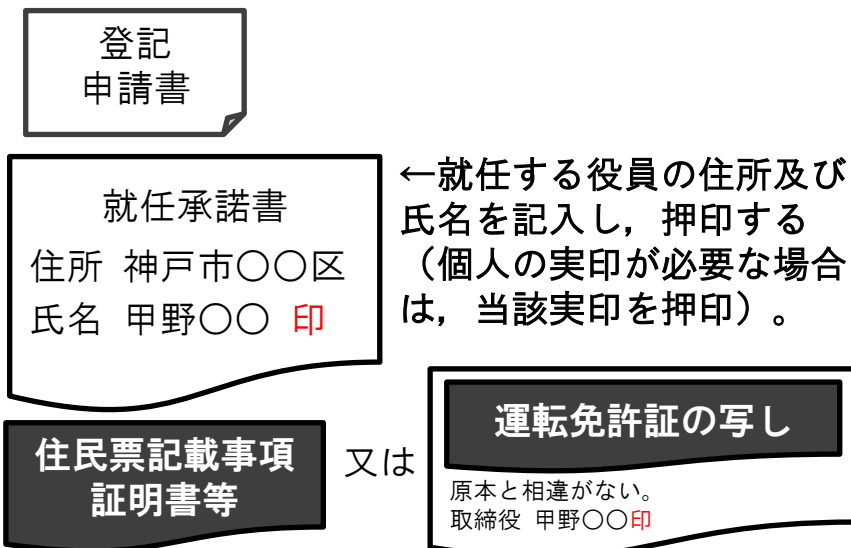 登記
申請書
就任承諾書
住所 神戸市〇〇区
氏名 甲野〇〇 印
←就任する役員の住所及び
氏名を記入し，押印する
（個人の実印が必要な場合
は，当該実印を押印）。
住民票記載事項
証明書等
又は
運転免許証の写し
原本と相違がない。
取締役 甲野〇〇印